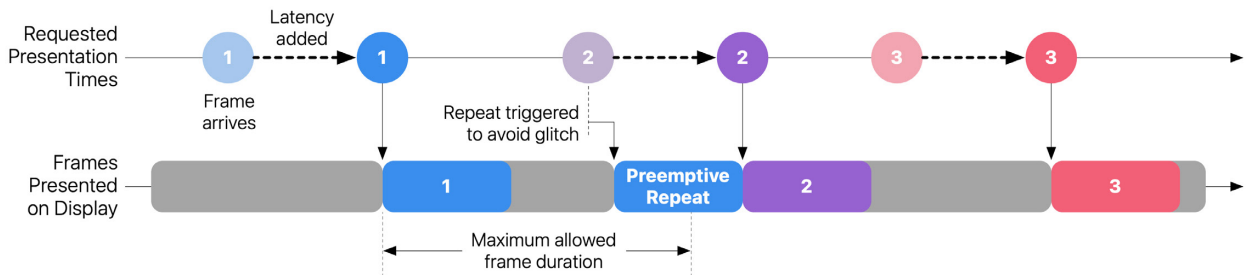 Requested
Presentation
Times
1
Latency
added
1
2
2
3
3
Frame
arrives
Repeat triggered
to avoid glitch
Frames
Presented
on Display
1
Preemptive
Repeat
2
3
Maximum allowed
frame duration